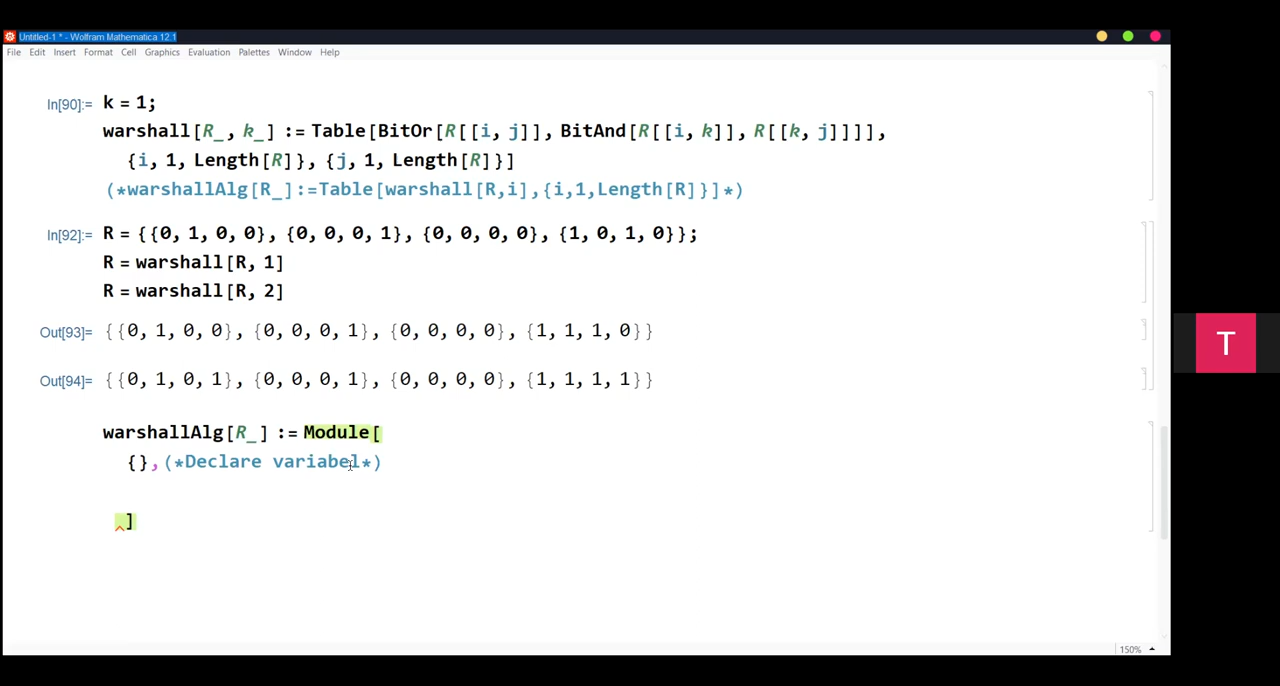 Untitled-1 * - Wolfram Mathematica 12.1
File Edit Insert Format Cell Graphics Evaluation Palettes Window Help
In[90]:= k = 1;
warshall[R_, k_] := Table[BitOr[R[[i, j]], BitAnd[R[[i, k]], R[[k, j]]]],
{i, 1, Length[R]}, {j, 1, Length[R]}]
(*warshallAlg[R_]:=Table[warshall[R,i],{i,1,Length[R]}]*)
In[92]:= R = {{0, 1, 0, 0}, {0, 0, 0, 1}, {0, 0, 0, 0}, {1, 0, 1, 0}};
R = warshall[R, 1]
R = warshall[R, 2]
Out[93]= {{0, 1, 0, 0}, {0, 0, 0, 1}, {0, 0, 0, 0}, {1, 1, 1, 0}}
Out[94]= {{0, 1, 0, 1}, {0, 0, 0, 1}, {0, 0, 0, 0}, {1, 1, 1, 1}}
warshallAlg[R_] := Module[
{},(*Declare variabel*)
]
T
150%